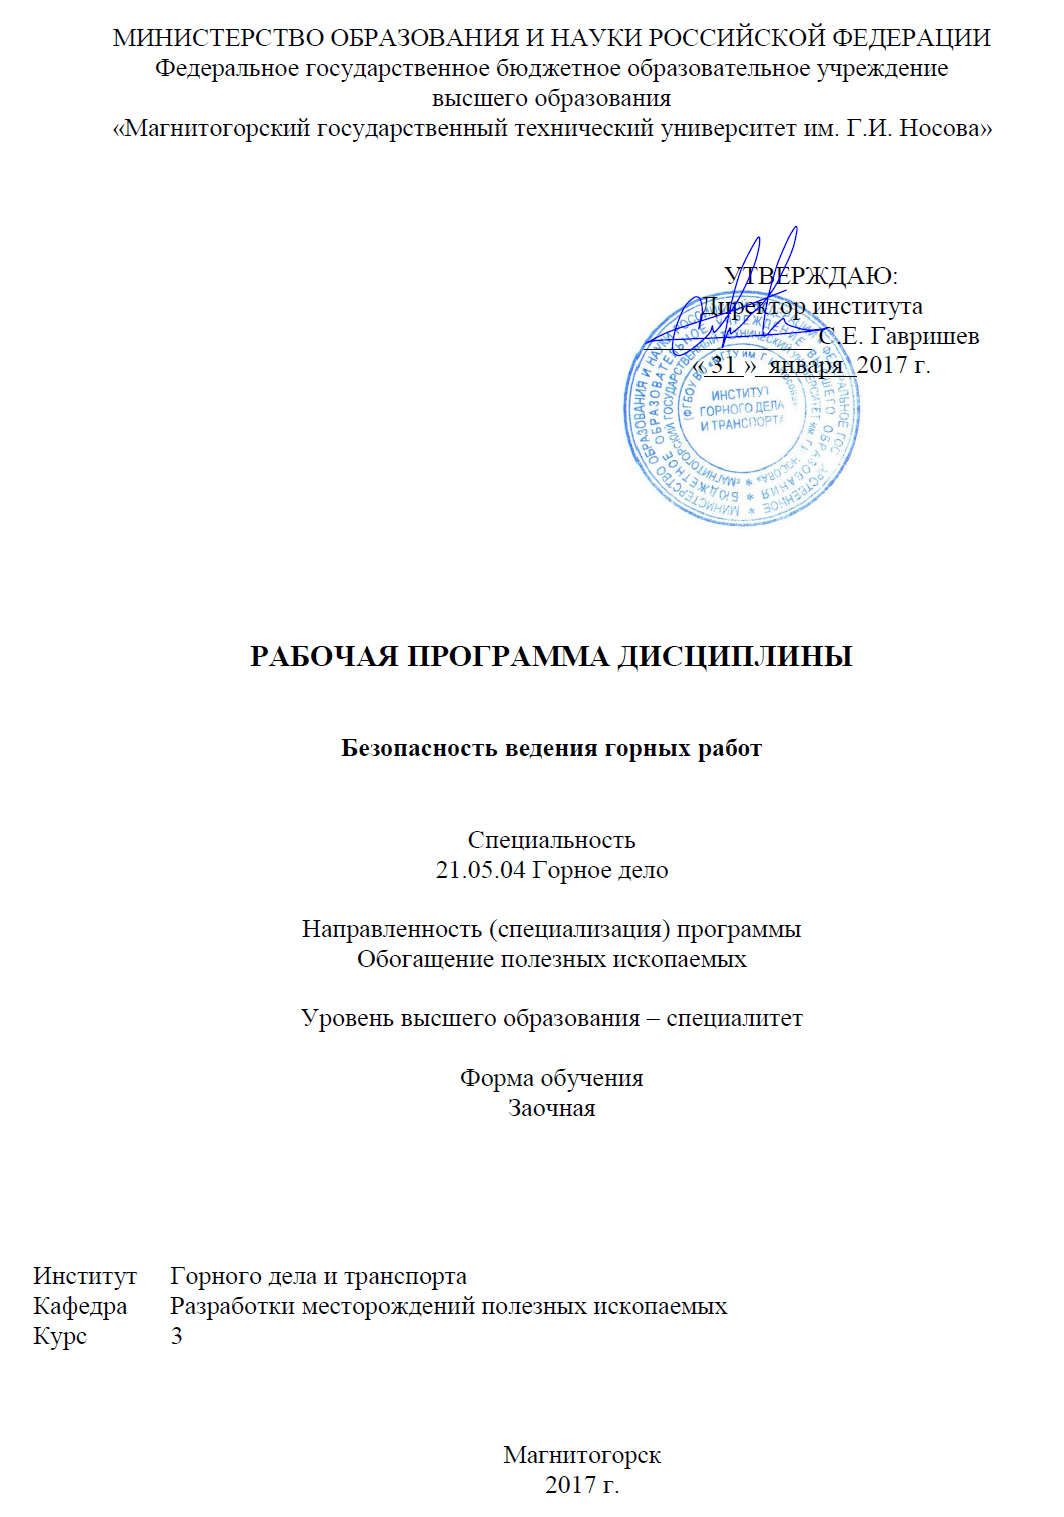 МИНИСТЕРСТВО ОБРАЗОВАНИЯ И НАУКИ РОССИЙСКОЙ ФЕДЕРАЦИИ
Федеральное государственное бюджетное образовательное учреждение
высшего образования
«Магнитогорский государственный технический университет им. Г.И. Носова»
УТВЕРЖДАЮ:
Директор института
С.Е. Гавришев
« 31 » января 2017 г.
ИНСТИТУТ
ГОРНОГО ДЕЛА
И ТРАНСПОРТА
РАБОЧАЯ ПРОГРАММА ДИСЦИПЛИНЫ
Безопасность ведения горных работ
Специальность
21.05.04 Горное дело
Направленность (специализация) программы
Обогащение полезных ископаемых
Уровень высшего образования – специалитет
Форма обучения
Заочная
Институт Горного дела и транспорта
Кафедра Разработки месторождений полезных ископаемых
Курс 3
Магнитогорск
2017 г.